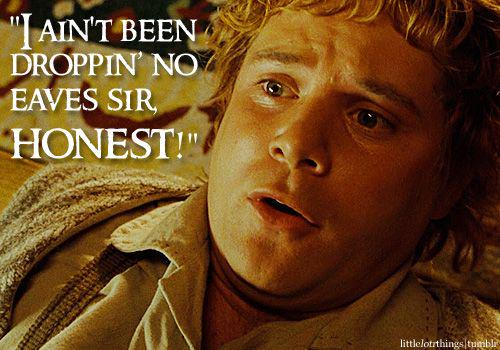 "I AIN'T BEEN
DROPPIN' NO
EAVES SIR,
HONEST!"
littlelotrthings|tumblr